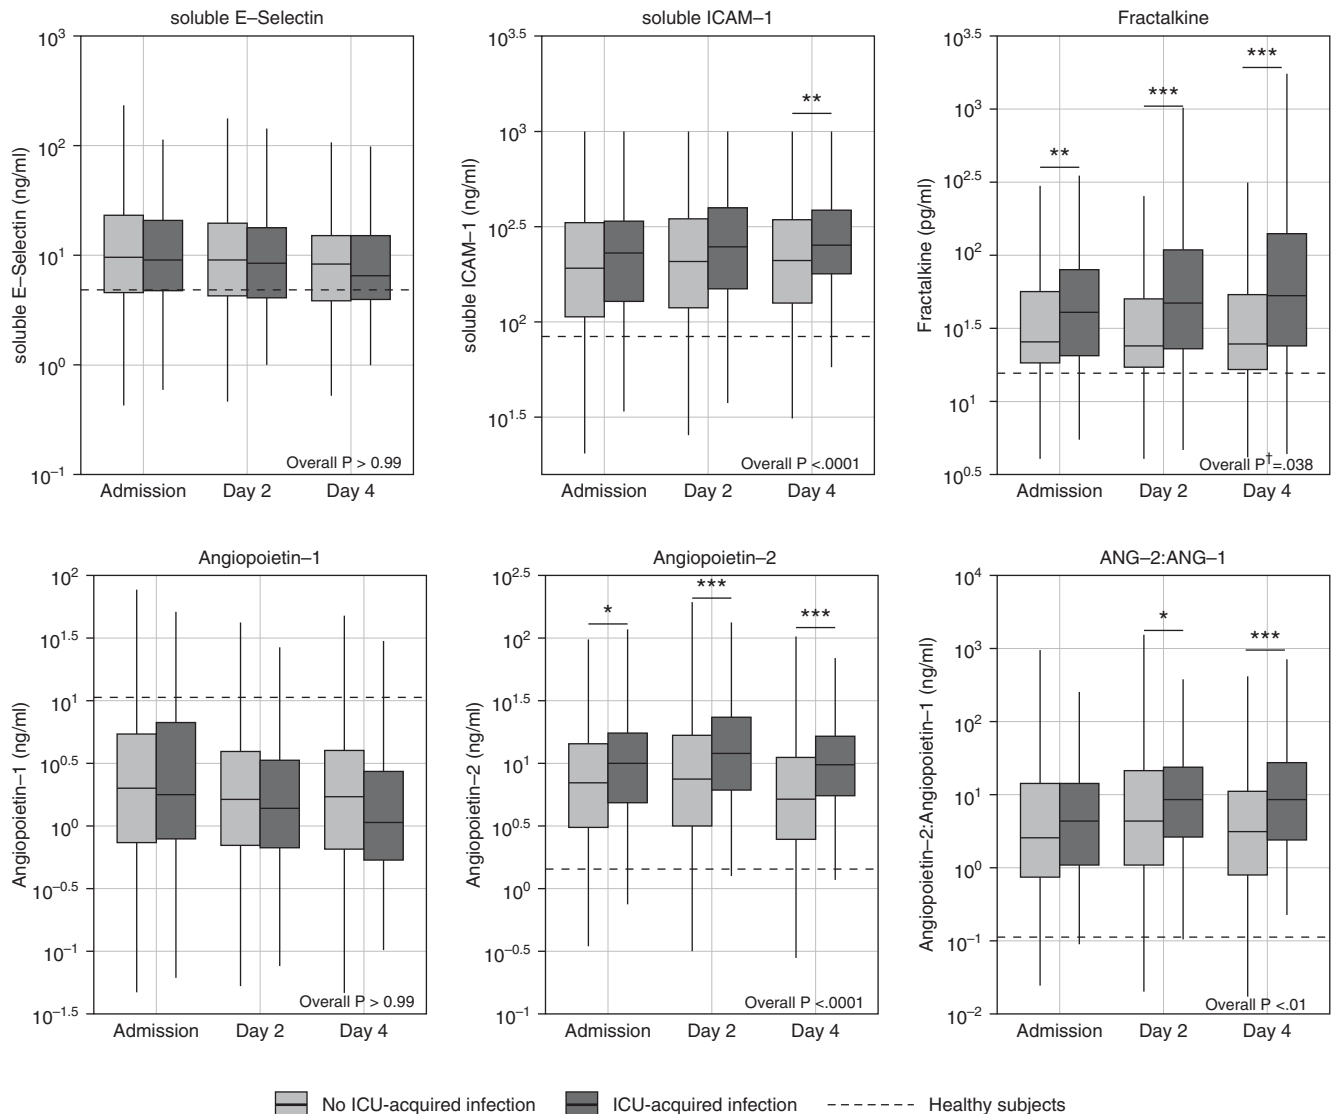 soluble E–Selectin
soluble ICAM–1
Fractalkine
soluble E–Selectin (ng/ml)
10^3
10^2
10^1
10^0
10^–1
Overall P > 0.99
Admission Day 2 Day 4
soluble ICAM–1 (ng/ml)
10^3.5
10^3
10^2.5
10^2
10^1.5
**
Overall P <.0001
Admission Day 2 Day 4
Fractalkine (pg/ml)
10^3.5
10^3
10^2.5
10^2
10^1.5
10^1
10^0.5
**
***
***
Overall P†=.038
Admission Day 2 Day 4
Angiopoietin–1
Angiopoietin–2
ANG–2:ANG–1
Angiopoietin–1 (ng/ml)
10^2
10^1.5
10^1
10^0.5
10^0
10^–0.5
10^–1
10^–1.5
Overall P > 0.99
Admission Day 2 Day 4
Angiopoietin–2 (ng/ml)
10^2.5
10^2
10^1.5
10^1
10^0.5
10^0
10^–0.5
10^–1
*
***
***
Overall P <.0001
Admission Day 2 Day 4
Angiopoietin–2:Angiopoietin–1 (ng/ml)
10^4
10^3
10^2
10^1
10^0
10^–1
10^–2
*
***
Overall P <.01
Admission Day 2 Day 4
No ICU-acquired infection ICU-acquired infection Healthy subjects